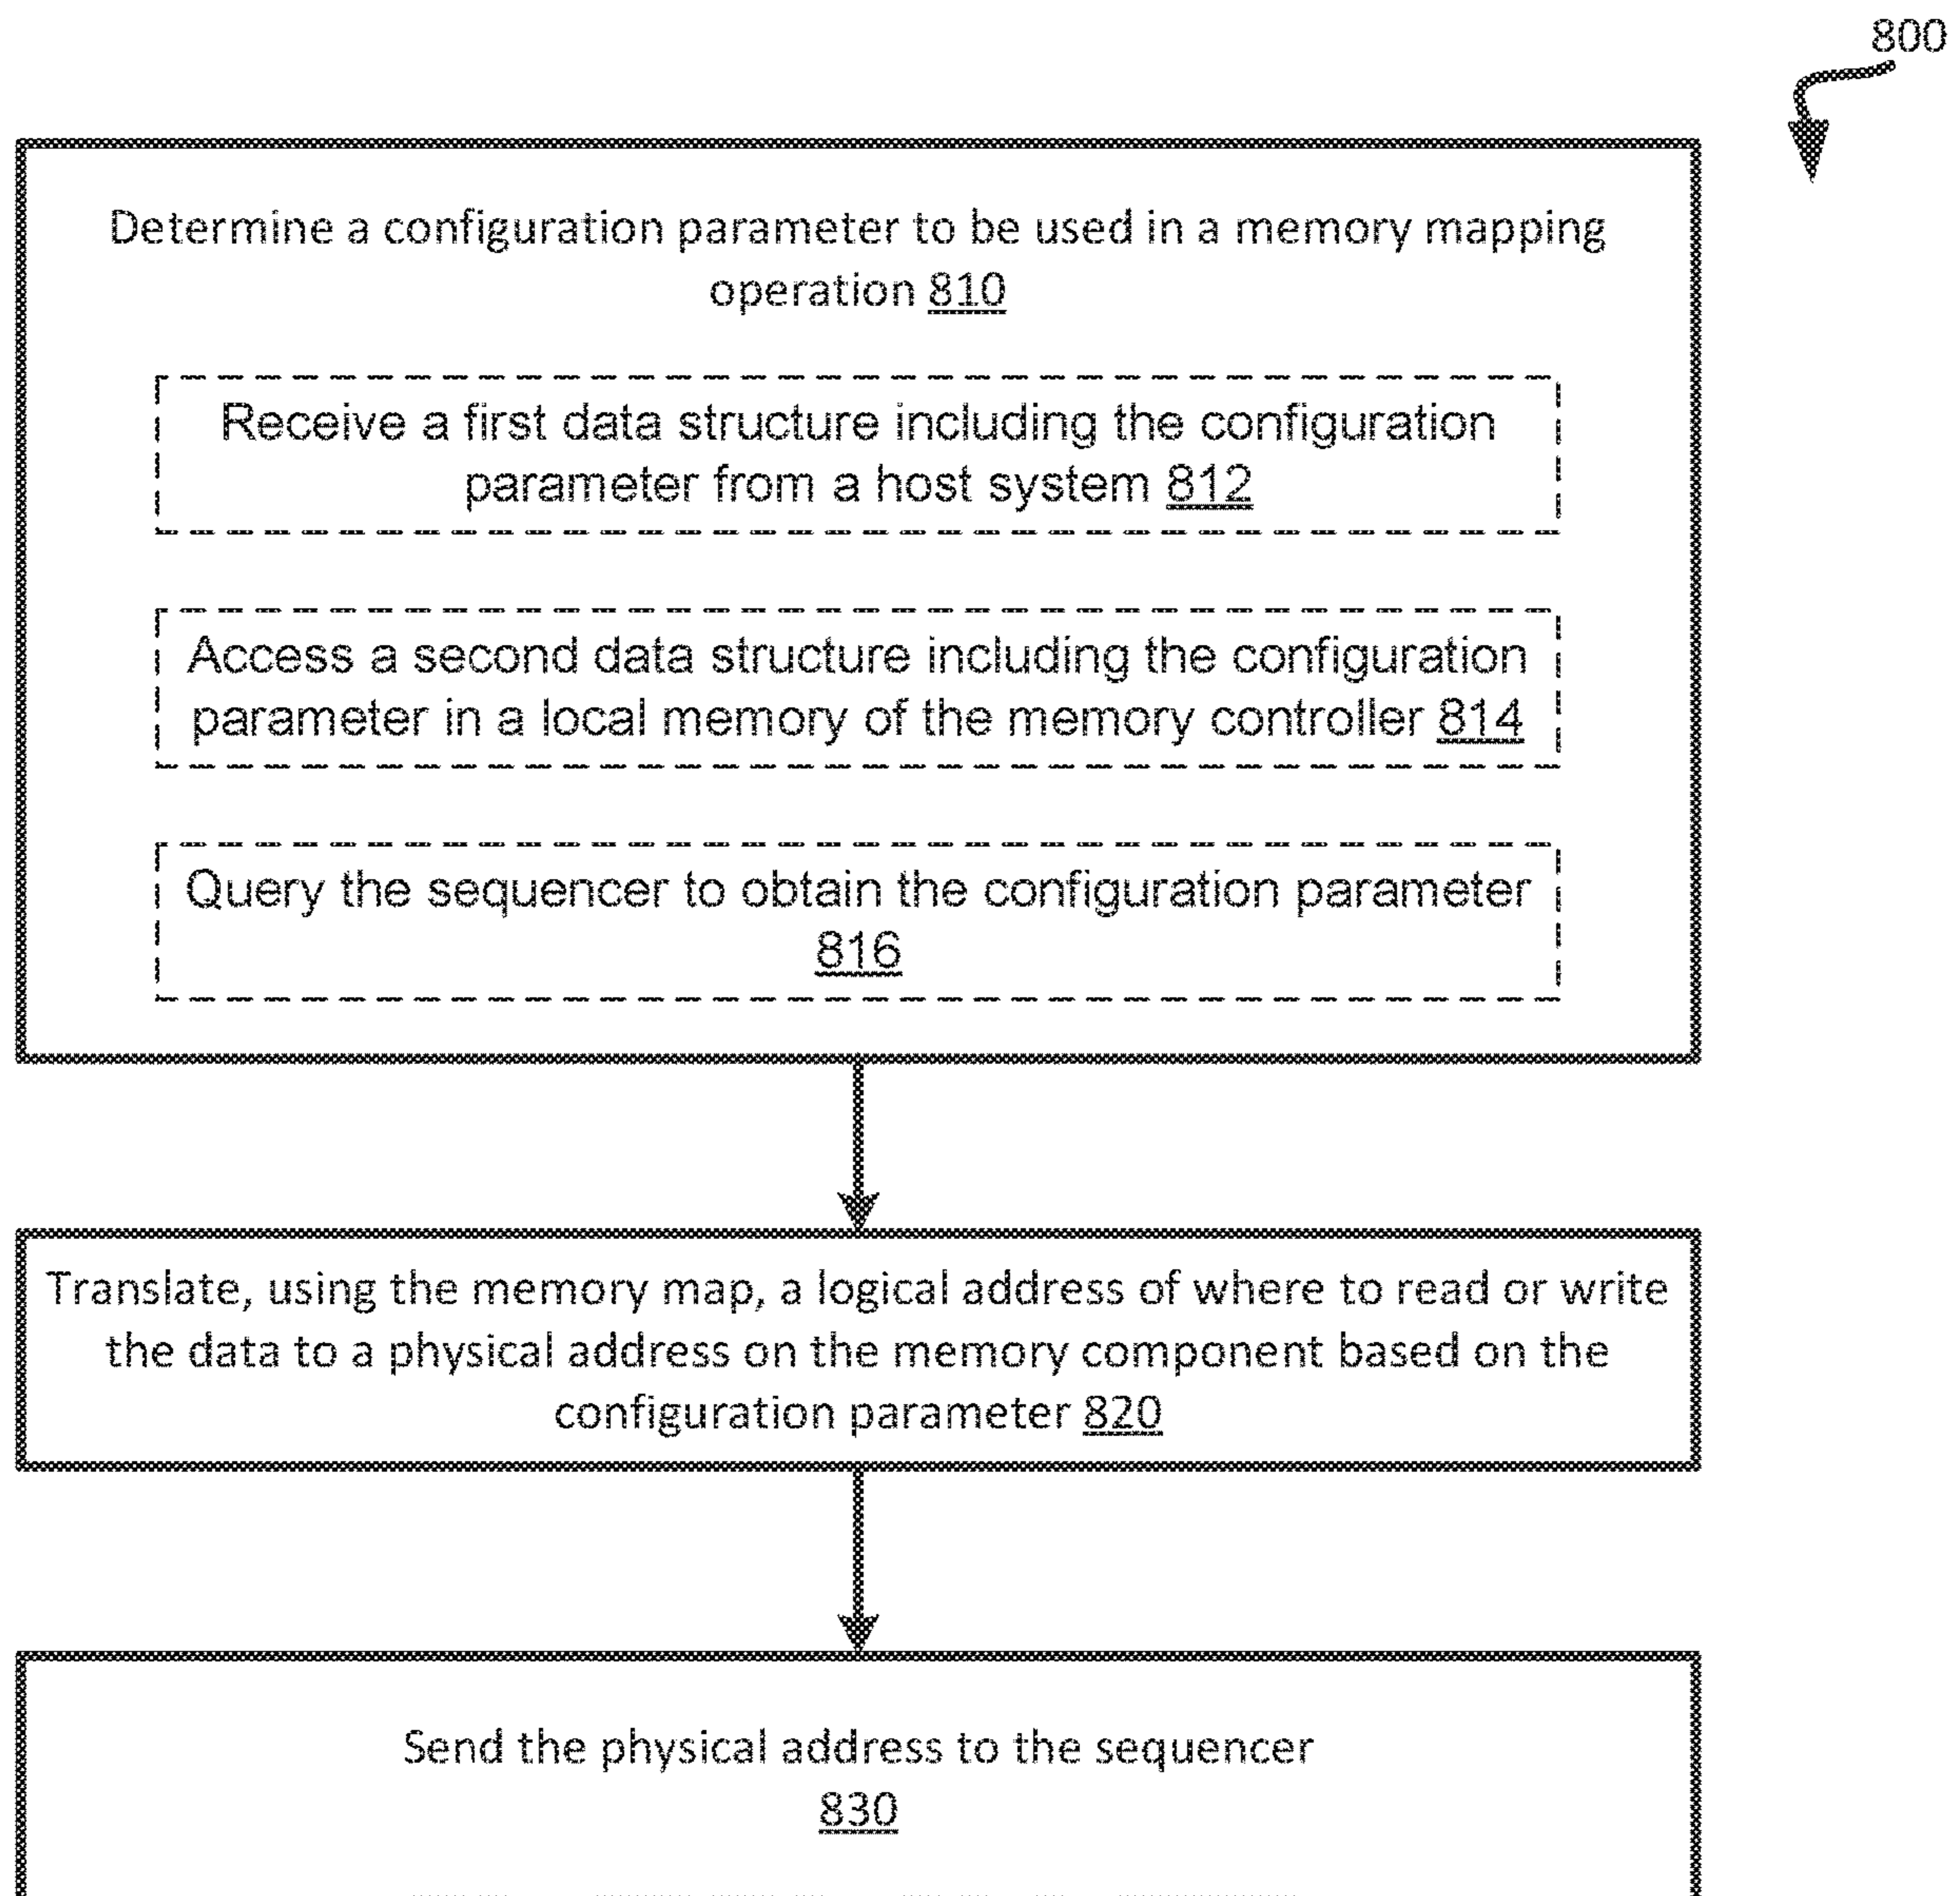 800
Determine a configuration parameter to be used in a memory mapping
operation 810
Receive a first data structure including the configuration
parameter from a host system 812
Access a second data structure including the configuration
parameter in a local memory of the memory controller 814
Query the sequencer to obtain the configuration parameter
816
Translate, using the memory map, a logical address of where to read or write
the data to a physical address on the memory component based on the
configuration parameter 820
Send the physical address to the sequencer
830